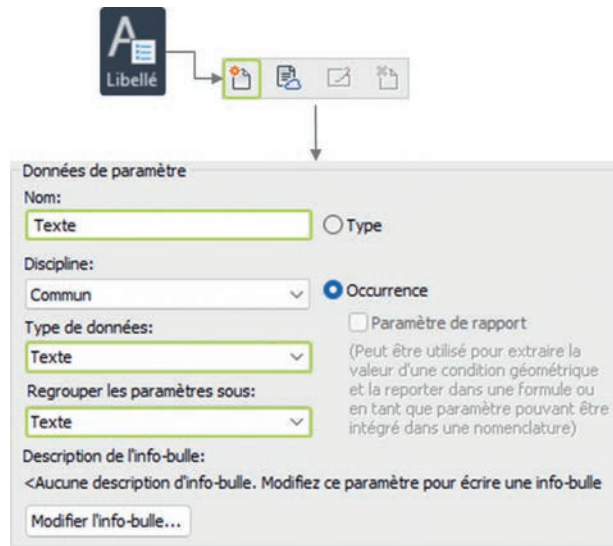 Libellé
Données de paramètre
Nom:
Texte
Type
Discipline:
Commun
Occurrence
Type de données:
Paramètre de rapport
Texte
(Peut être utilisé pour extraire la
valeur d'une condition géométrique
et la reporter dans une formule ou
en tant que paramètre pouvant être
intégré dans une nomenclature)
Regrouper les paramètres sous:
Texte
Description de l'info-bulle:
<Aucune description d'info-bulle. Modifiez ce paramètre pour écrire une info-bulle
Modifier l'info-bulle...